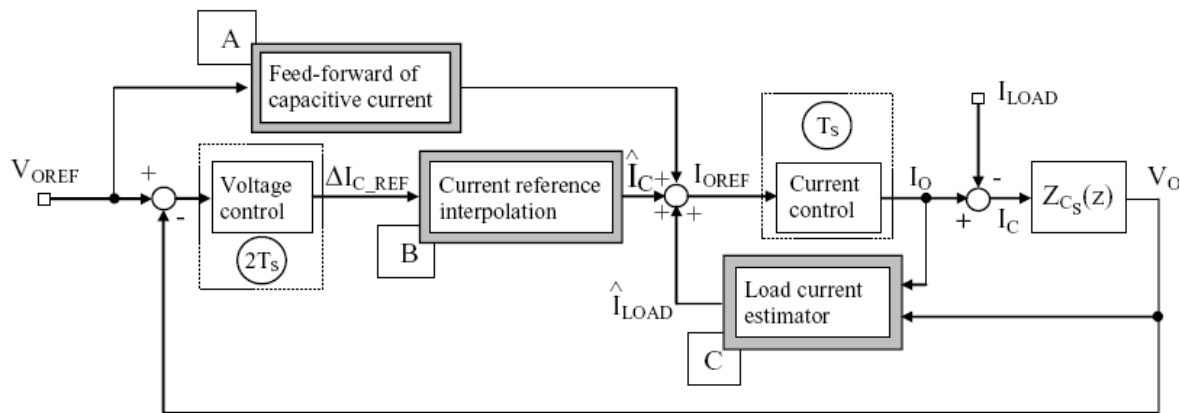 A
Feed-forward of
capacitive current
T_S
I_LOAD
V_OREF
+
-
Voltage
control
2T_S
ΔI_C_REF
Current reference
interpolation
B
Î_C
+
+
+
I_OREF
Current
control
I_O
+
-
I_C
Z_C_S(z)
V_O
Î_LOAD
Load current
estimator
C